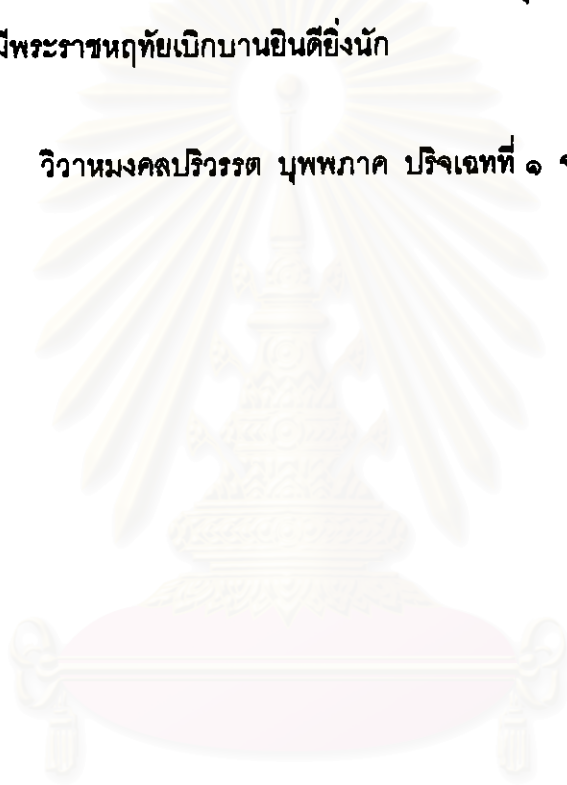 มีพระราชหฤทัยเบิกบานยินดียิ่งนัก
วิวาหมงคลปริวรรต บุพพภาค ปริจเฉทที่ ๑